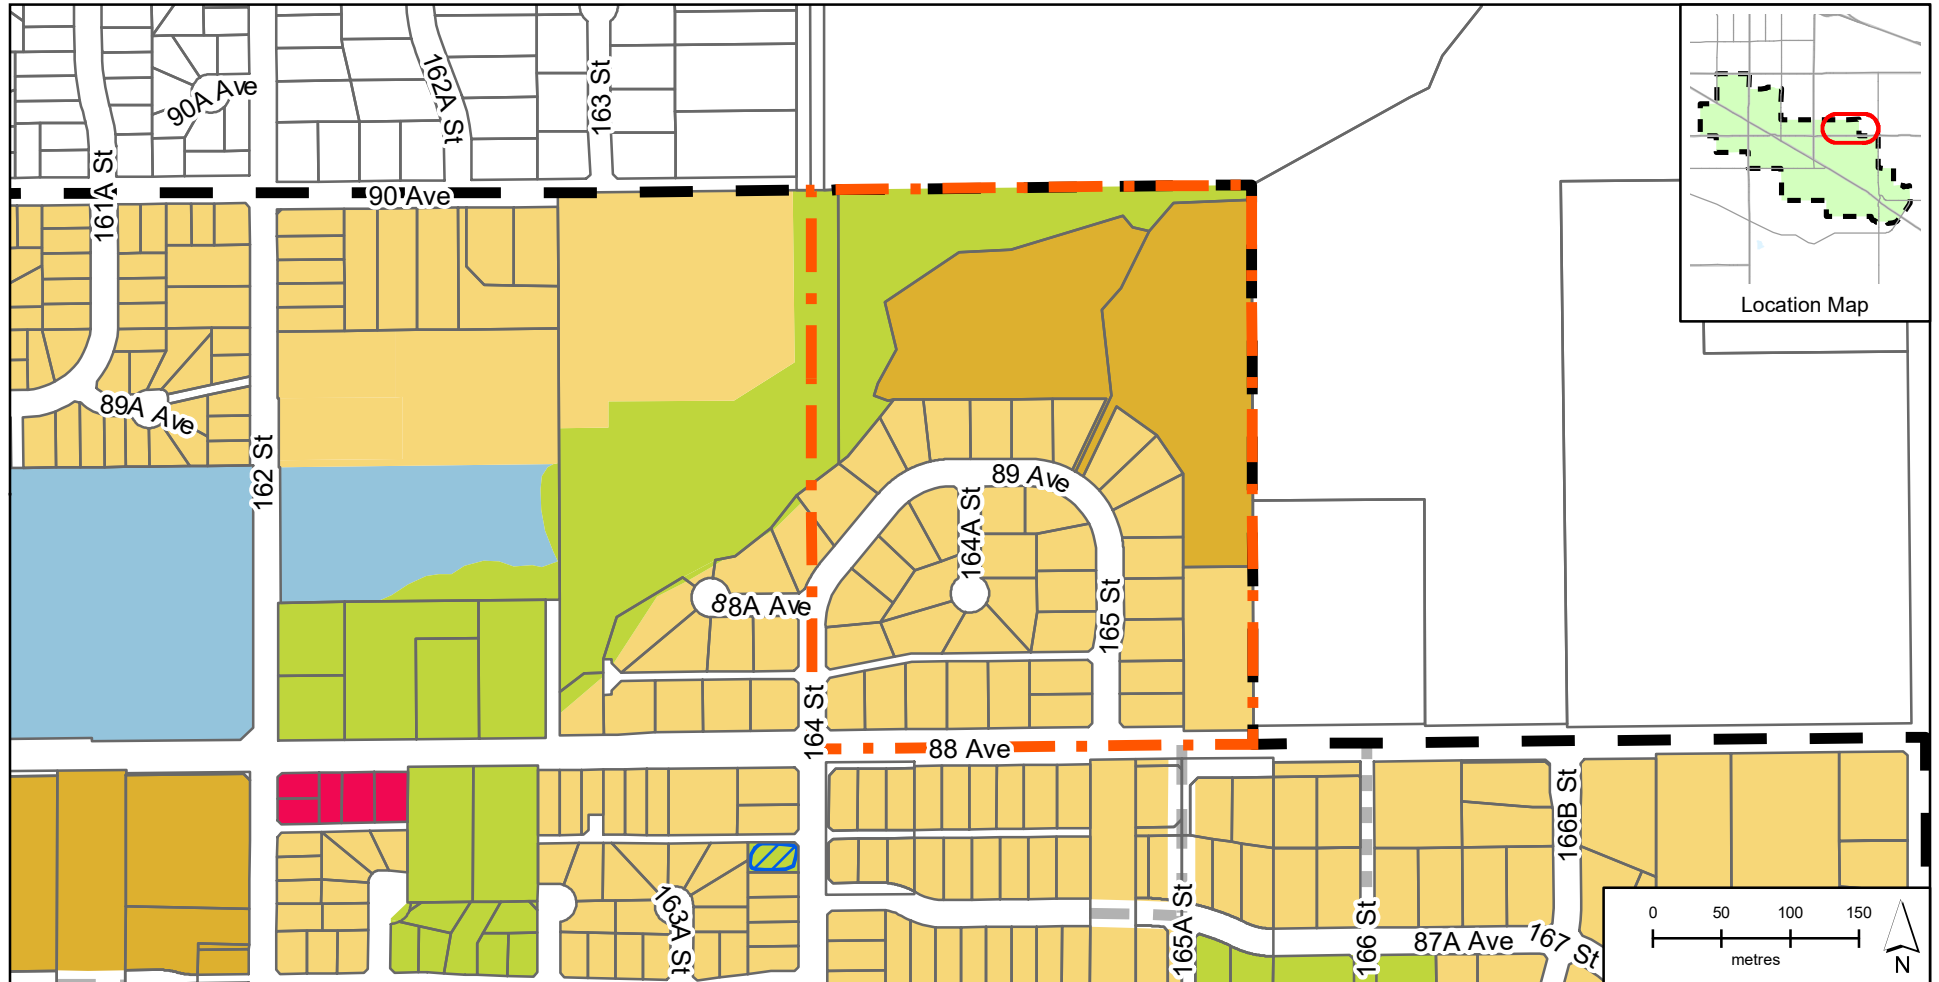 90A Ave
162A St
163 St
161A St
90 Ave
Location Map
89A Ave
162 St
89 Ave
164A St
88A Ave
165 St
164 St
88 Ave
166B St
163A St
165A St
166 St
87A Ave
167 St
0 50 100 150
metres
N